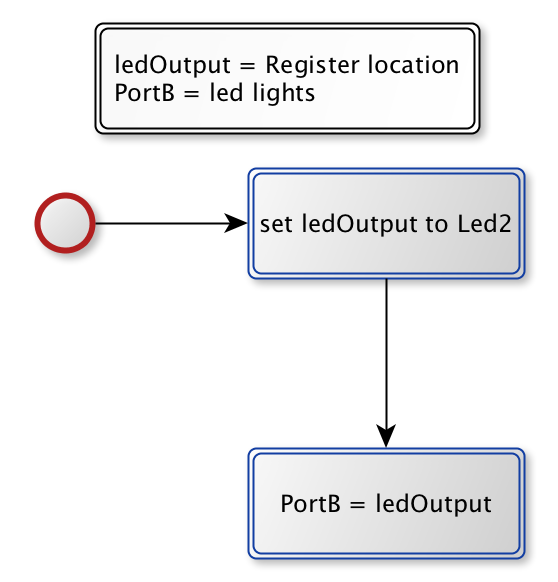 ledOutput = Register location
PortB = led lights
set ledOutput to Led2
PortB = ledOutput